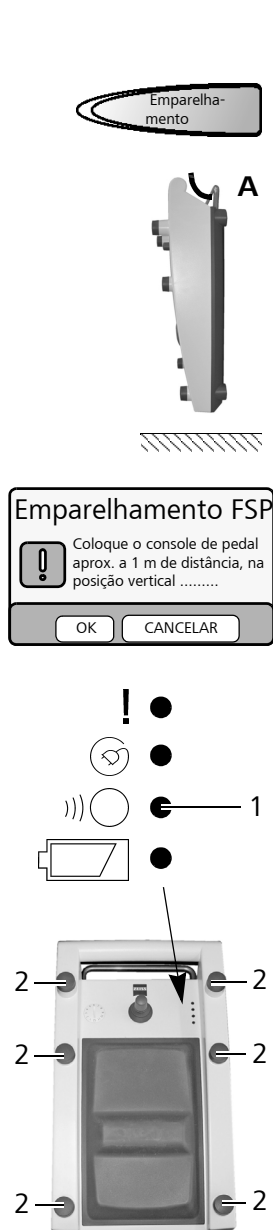 Emparelha-
mento
A
Emparelhamento FSP
Coloque o console de pedal
aprox. a 1 m de distância, na
posição vertical .........
OK CANCELAR
!
1
2 2
2 2
2 2